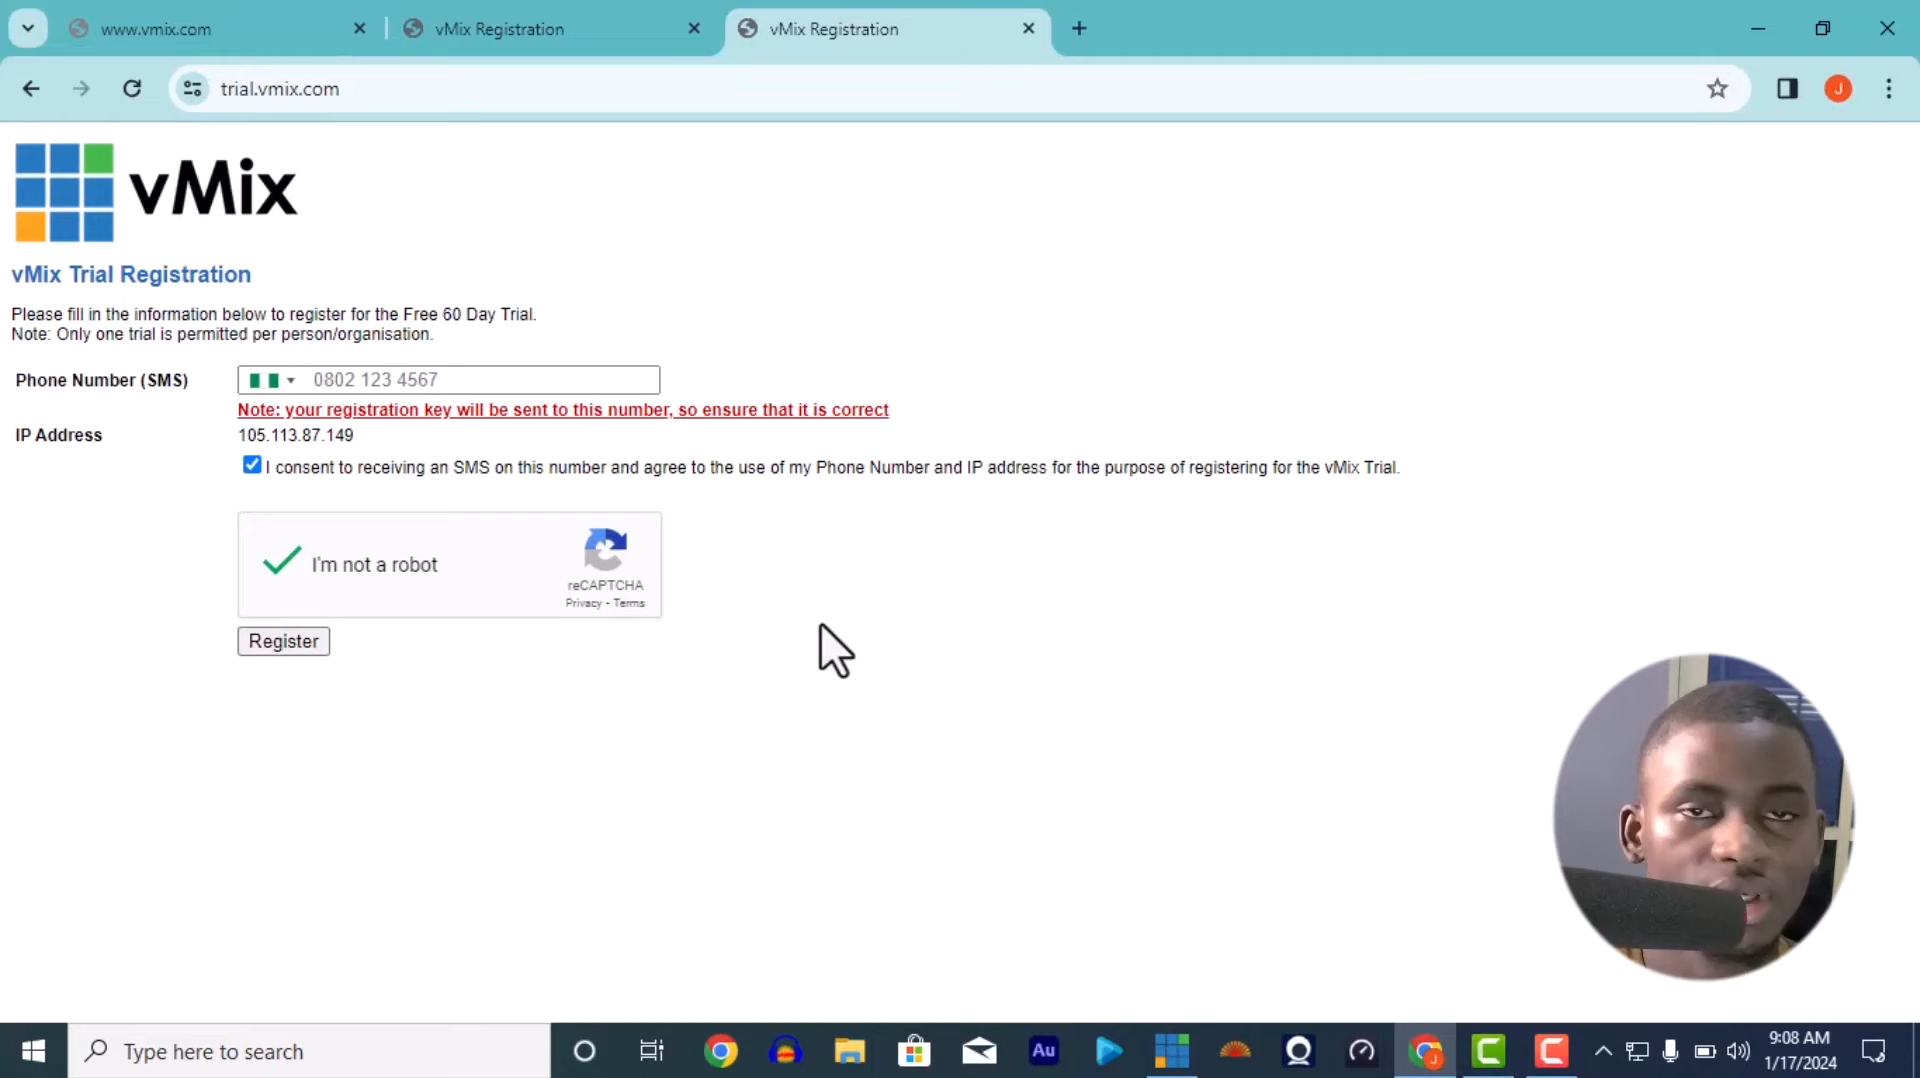 www.vmix.com
vMix Registration
vMix Registration
trial.vmix.com
J
vMix
vMix Trial Registration
Please fill in the information below to register for the Free 60 Day Trial.
Note: Only one trial is permitted per person/organisation.
Phone Number (SMS)
0802 123 4567
Note: your registration key will be sent to this number, so ensure that it is correct
IP Address
105.113.87.149
I consent to receiving an SMS on this number and agree to the use of my Phone Number and IP address for the purpose of registering for the vMix Trial.
I'm not a robot
reCAPTCHA
Privacy - Terms
Register
Type here to search
Au
J
9:08 AM
1/17/2024